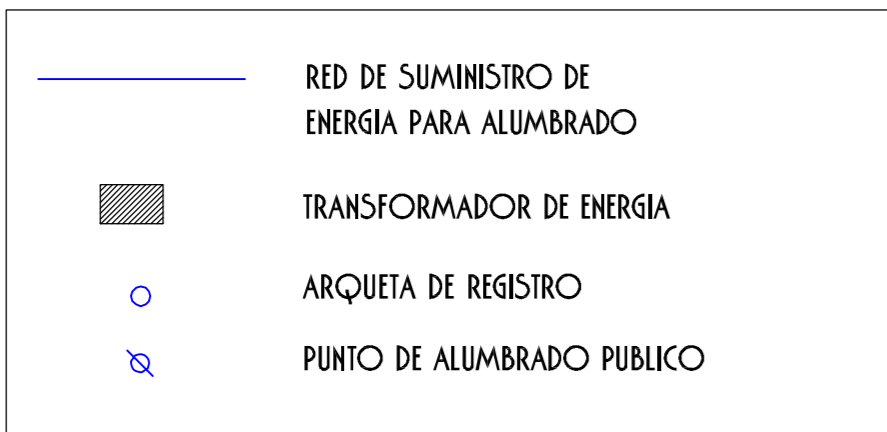 RED DE SUMINISTRO DE
ENERGIA PARA ALUMBRADO
TRANSFORMADOR DE ENERGIA
ARQUETA DE REGISTRO
PUNTO DE ALUMBRADO PUBLICO